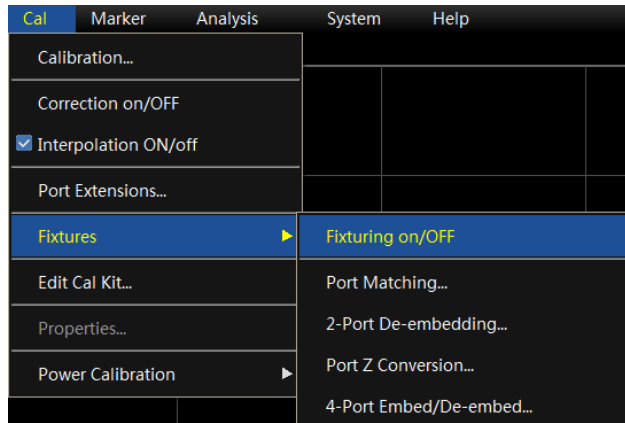 Cal Marker Analysis System Help
Calibration...
Correction on/OFF
Interpolation ON/off
Port Extensions...
Fixtures
Edit Cal Kit...
Properties...
Power Calibration
Fixturing on/OFF
Port Matching...
2-Port De-embedding...
Port Z Conversion...
4-Port Embed/De-embed...